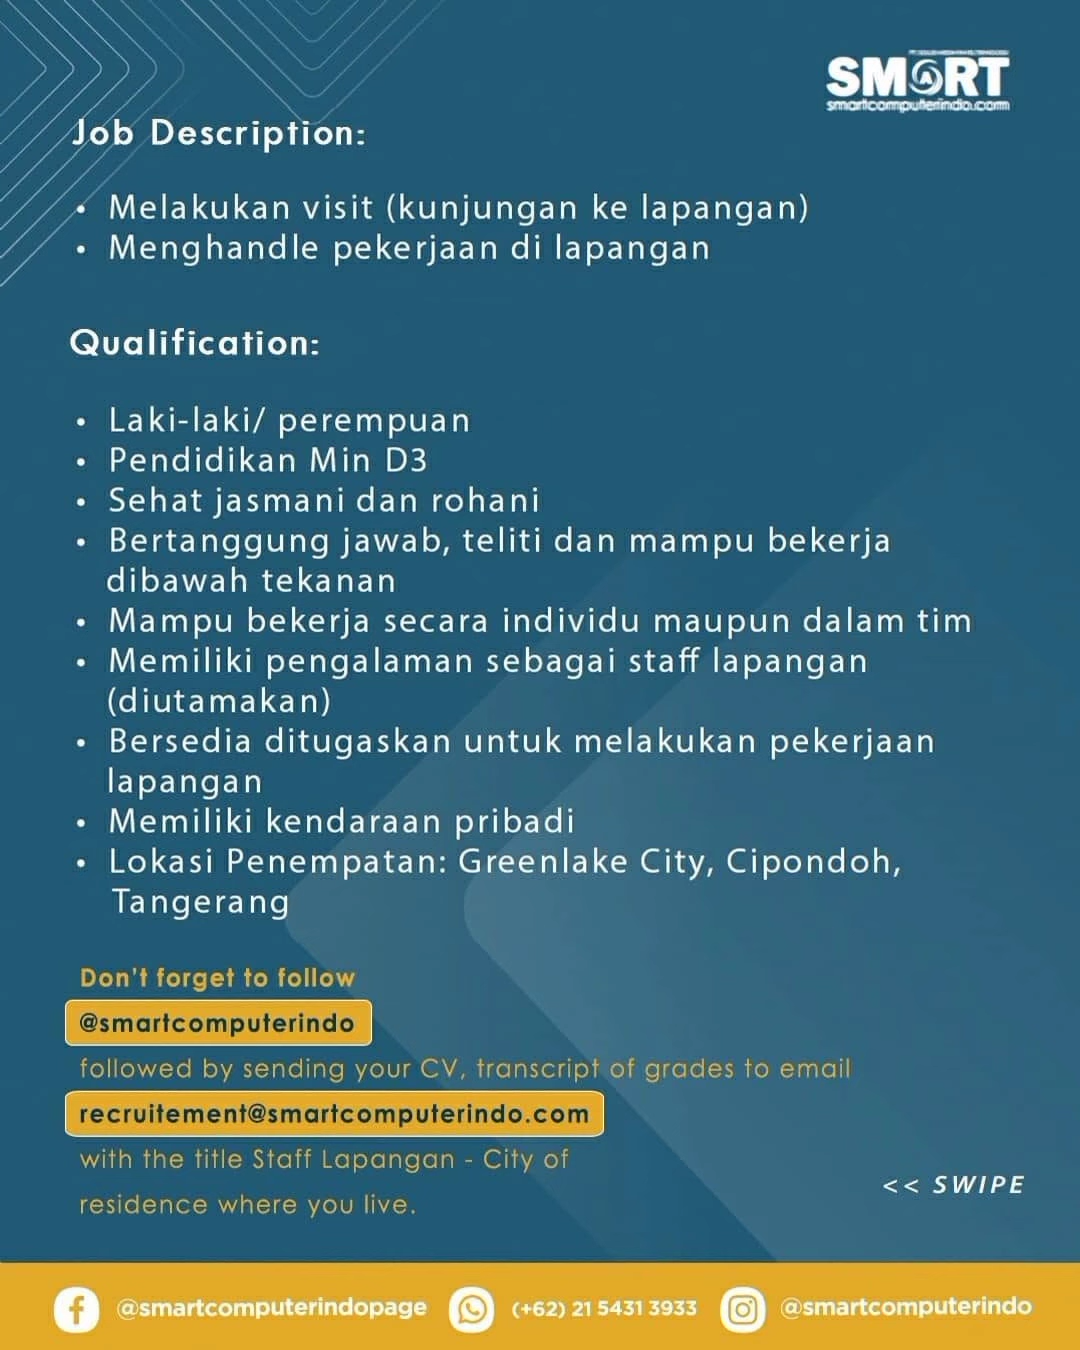 SMART
smartcomputerindo.com
Job Description:
• Melakukan visit (kunjungan ke lapangan)
• Menghandle pekerjaan di lapangan
Qualification:
• Laki-laki/ perempuan
• Pendidikan Min D3
• Sehat jasmani dan rohani
• Bertanggung jawab, teliti dan mampu bekerja
dibawah tekanan
• Mampu bekerja secara individu maupun dalam tim
• Memiliki pengalaman sebagai staff lapangan
(diutamakan)
• Bersedia ditugaskan untuk melakukan pekerjaan
lapangan
• Memiliki kendaraan pribadi
• Lokasi Penempatan: Greenlake City, Cipondoh,
Tangerang
Don't forget to follow
@smartcomputerindo
followed by sending your CV, transcript of grades to email
recruitement@smartcomputerindo.com
with the title Staff Lapangan - City of
residence where you live.
<< SWIPE
@smartcomputerindopage
(+62) 21 5431 3933
@smartcomputerindo